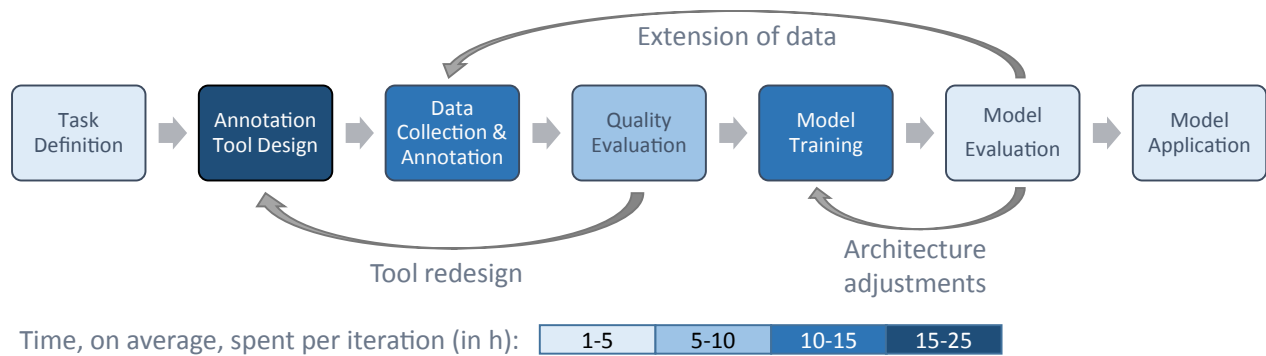 Extension of data
Task
Definition
Annotation
Tool Design
Data
Collection &
Annotation
Quality
Evaluation
Model
Training
Model
Evaluation
Model
Application
Tool redesign
Architecture
adjustments
Time, on average, spent per iteration (in h):
1-5
5-10
10-15
15-25